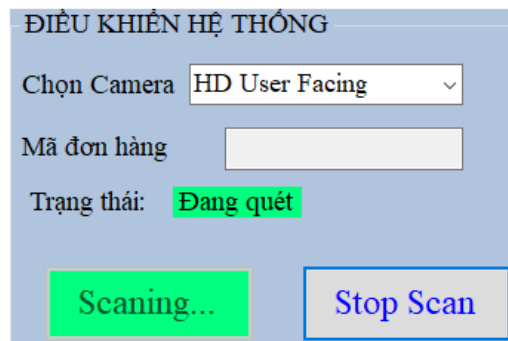 ĐIỀU KHIỂN HỆ THỐNG
Chọn Camera HD User Facing
Mã đơn hàng
Trạng thái: Đang quét
Scaning... Stop Scan